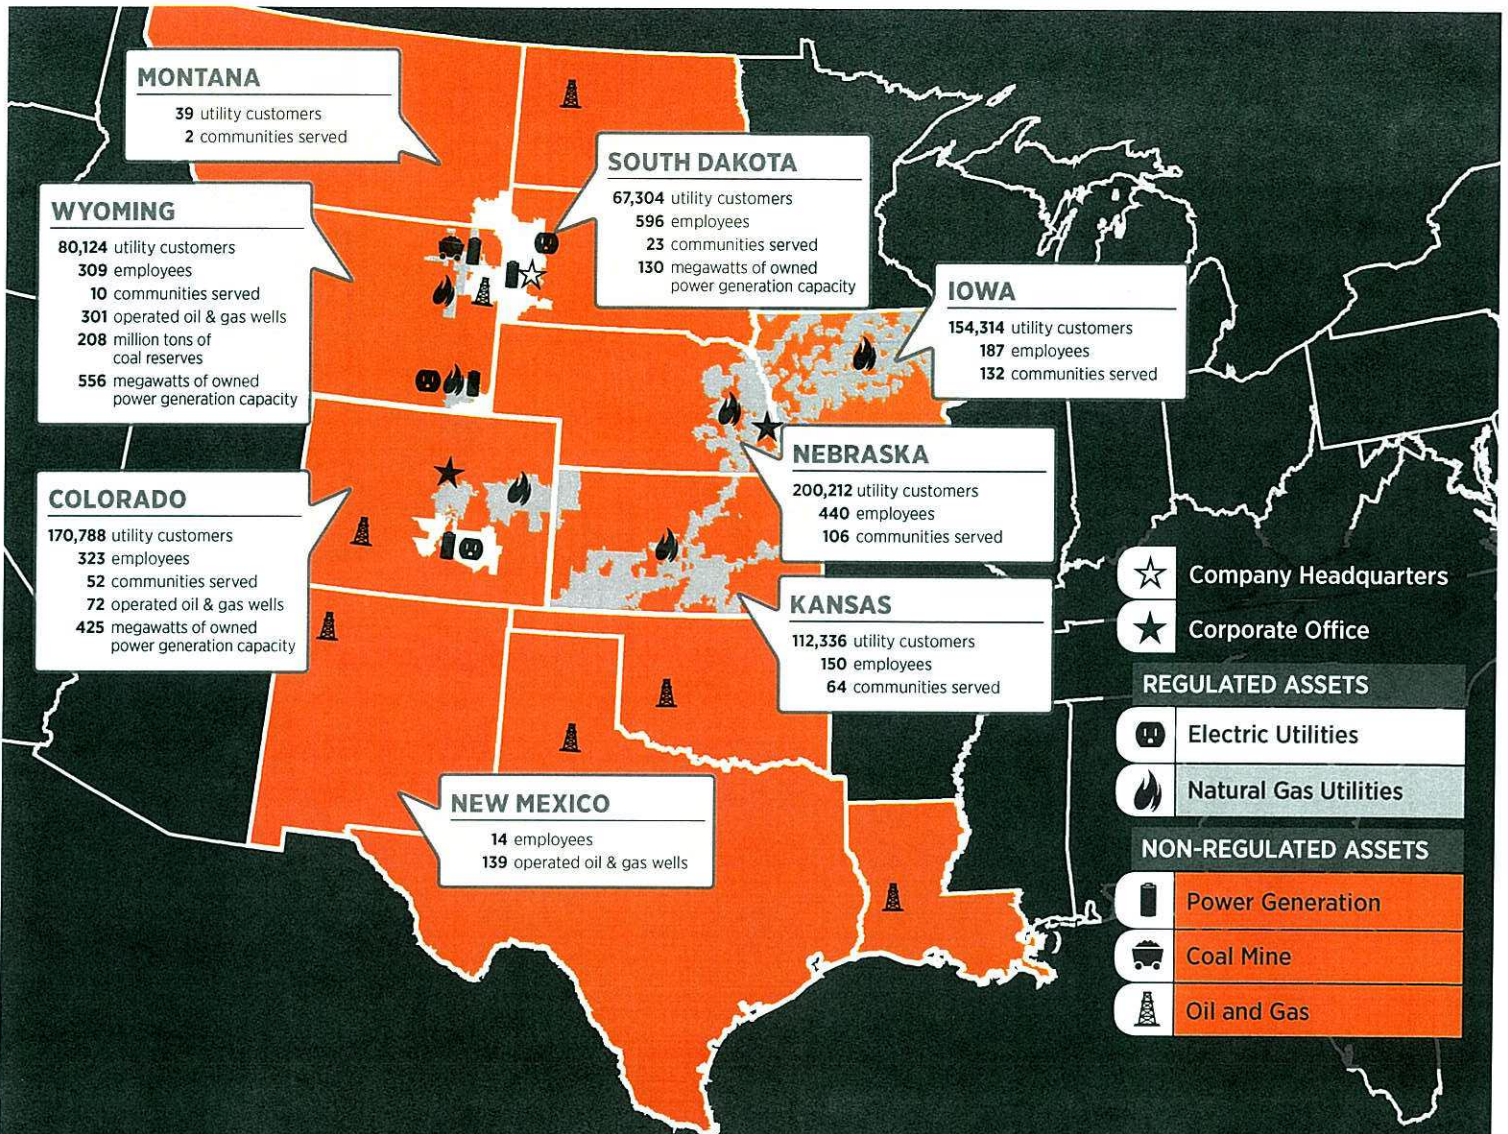 MONTANA
39 utility customers
2 communities served
SOUTH DAKOTA
67,304 utility customers
596 employees
23 communities served
130 megawatts of owned
power generation capacity
WYOMING
80,124 utility customers
309 employees
10 communities served
301 operated oil & gas wells
208 million tons of
coal reserves
556 megawatts of owned
power generation capacity
IOWA
154,314 utility customers
187 employees
132 communities served
NEBRASKA
200,212 utility customers
440 employees
106 communities served
COLORADO
170,788 utility customers
323 employees
52 communities served
72 operated oil & gas wells
425 megawatts of owned
power generation capacity
KANSAS
112,336 utility customers
150 employees
64 communities served
NEW MEXICO
14 employees
139 operated oil & gas wells
Company Headquarters
Corporate Office
REGULATED ASSETS
Electric Utilities
Natural Gas Utilities
NON-REGULATED ASSETS
Power Generation
Coal Mine
Oil and Gas